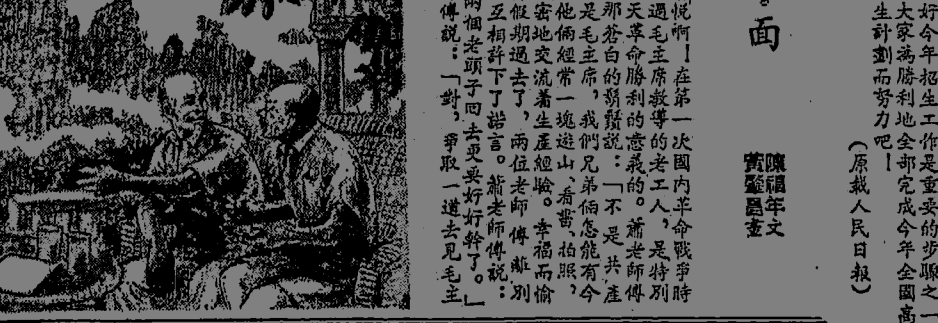 好今年招生工作是重要的步驟之一
大家為勝利地全部完成今年全國高
生計劃而努力吧！
（原載人民日報）
陳福年文
面
悅啊！在第一次國內革命戰爭時
過毛主席教導的老工人，是特別
天革命勝利的意義的。蕭老師傅
那蒼白的鬍鬚說：「不是共產
是毛主席，我們兄弟倆怎能有今
他倆經常一塊遊山、看戲、拍照，
密地交流着生產經驗。幸福而愉
假期過去了，兩位老師傅離別
互相許下了諾言。蕭老師傅說：
兩個老頭子回去更要好好幹了。」
傅說：「對，爭取一道去見毛主